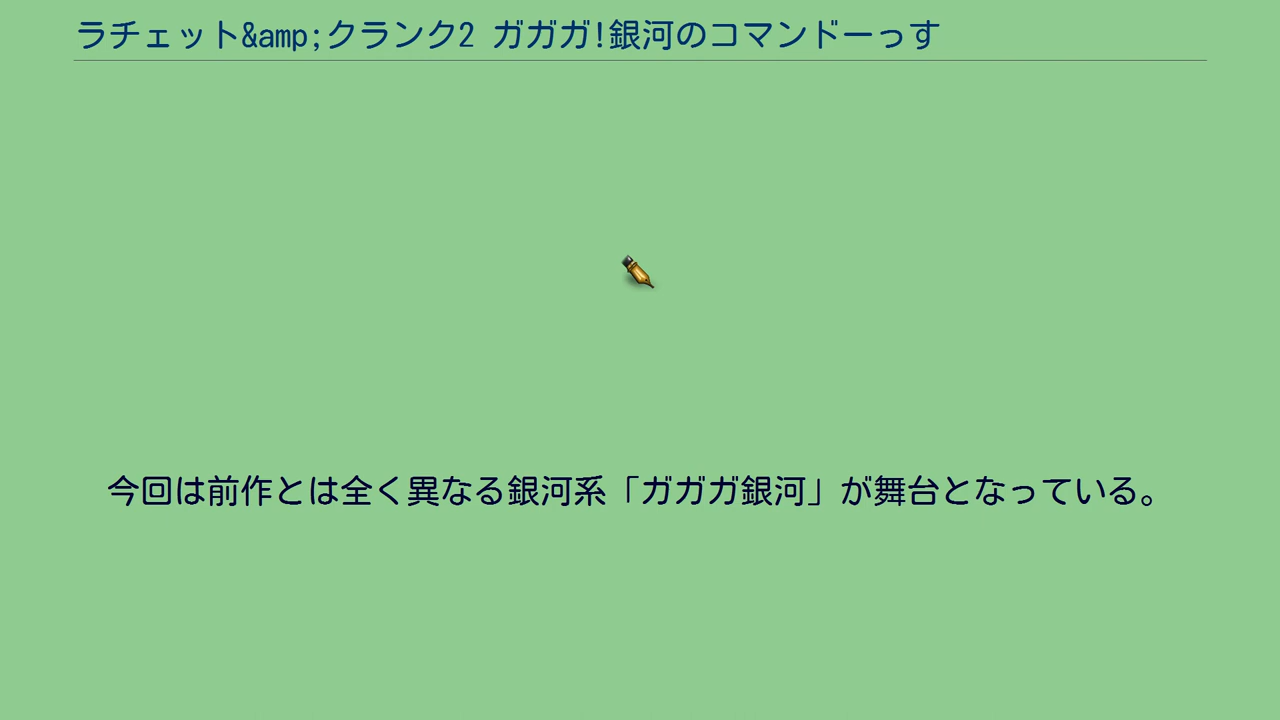 ラチェット&amp;クランク2 ガガガ!銀河のコマンドーっす
今回は前作とは全く異なる銀河系「ガガガ銀河」が舞台となっている。